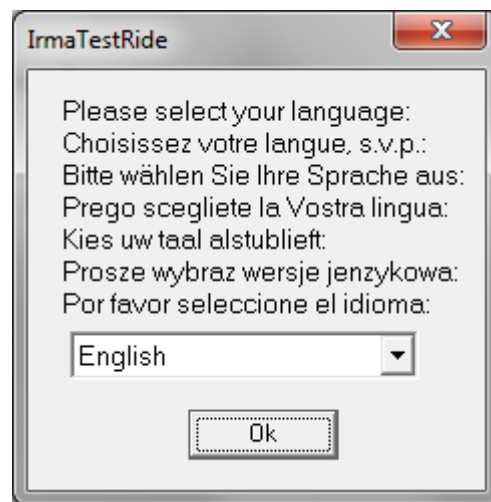 IrmaTestRide
Please select your language:
Choisissez votre langue, s.v.p.:
Bitte wählen Sie Ihre Sprache aus:
Prego scegliete la Vostra lingua:
Kies uw taal alstublieft:
Prosze wybraz wersje jenzykowa:
Por favor seleccione el idioma:
English
Ok